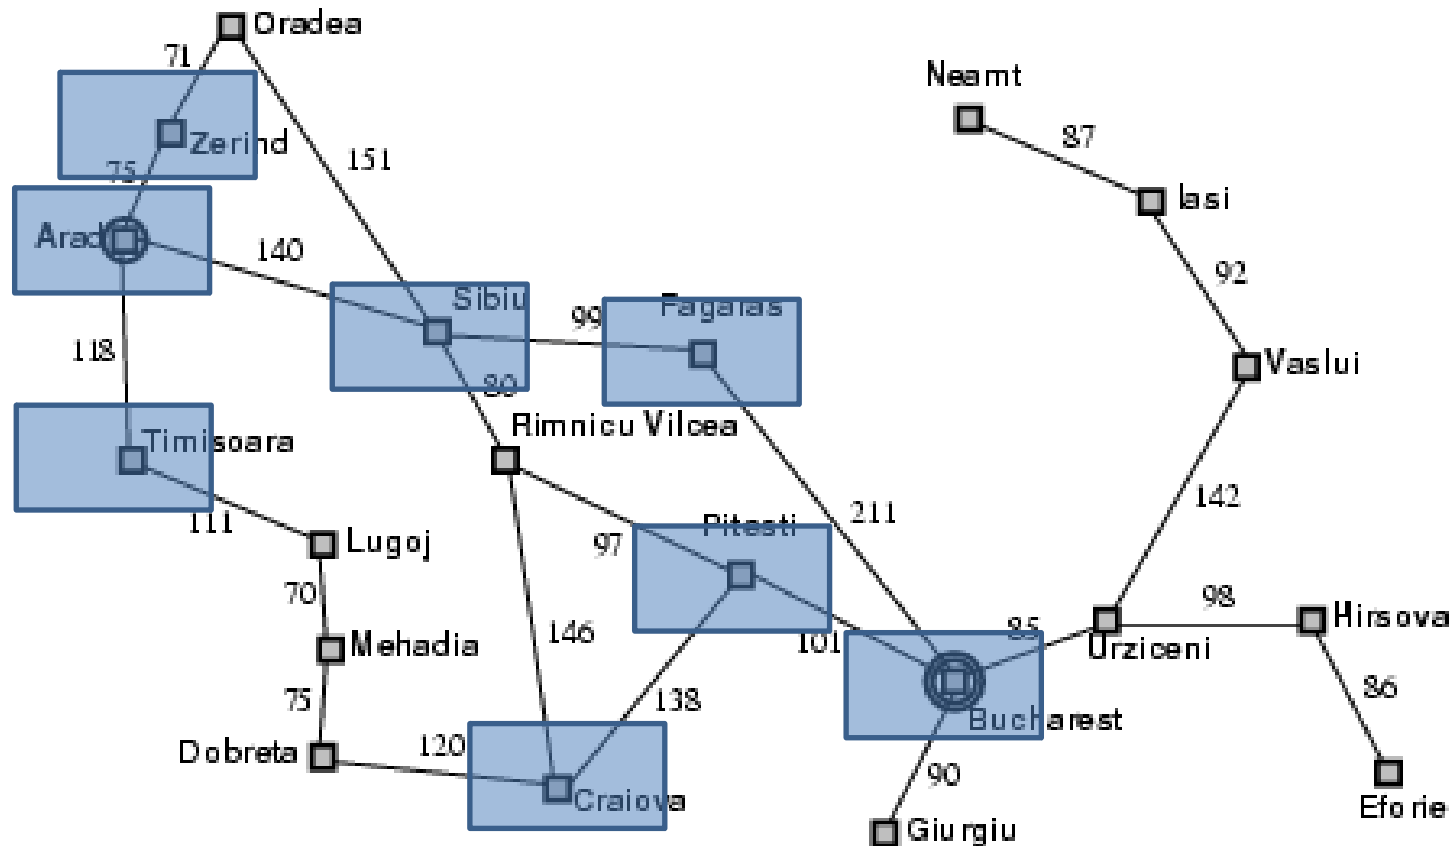 Oradea
71
Neamt
87
Zerind
151
75
Iasi
Arad
140
92
Sibiu
Fagaras
99
118
Vaslui
80
Rimnicu Vilcea
Timisoara
142
211
111
Lugoj
97
Pitesti
70
98
Hirsova
146
85
Mehadia
101
Urziceni
86
75
138
Bucharest
Dobreta
120
90
Craiova
Eforie
Giurgiu